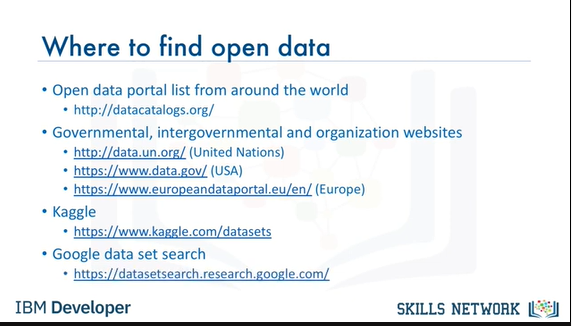 Where to find open data
• Open data portal list from around the world
• http://datacatalogs.org/
• Governmental, intergovernmental and organization websites
• http://data.un.org/ (United Nations)
• https://www.data.gov/ (USA)
• https://www.europeandataportal.eu/en/ (Europe)
• Kaggle
• https://www.kaggle.com/datasets
• Google data set search
• https://datasetsearch.research.google.com/
IBM Developer
SKILLS NETWORK